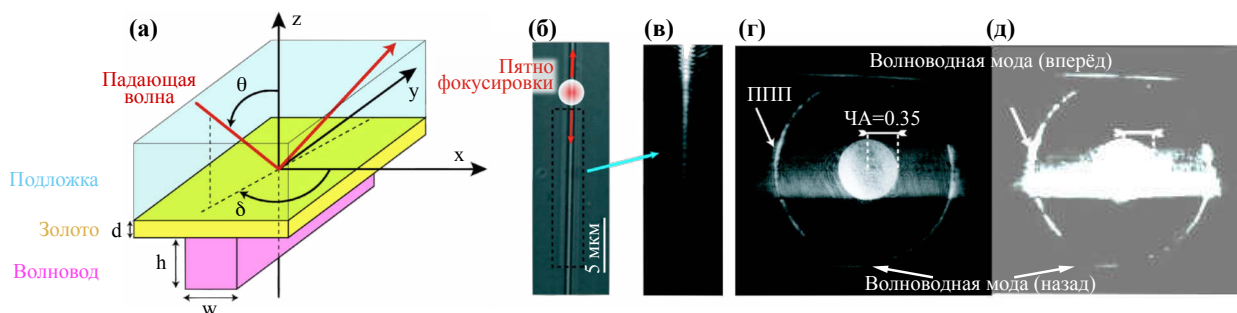 (а)
z
Падающая
волна
θ
y
x
δ
Подложка
Золото
Волновод
d
h
w
(б)
Пятно
фокусировки
5 мкм
(в)
(г)
Волноводная мода (вперёд)
ППП
ЧА=0.35
Волноводная мода (назад)
(д)